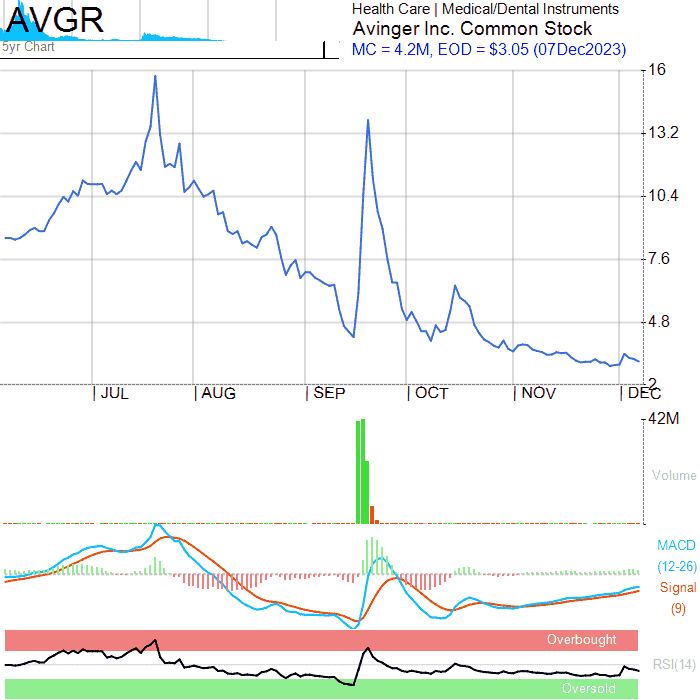 AVGR
5yr Chart
Health Care | Medical/Dental Instruments
Avinger Inc. Common Stock
MC = 4.2M, EOD = $3.05 (07Dec2023)
16
13.2
10.4
7.6
4.8
2
JUL
AUG
SEP
OCT
NOV
DEC
42M
Volume
MACD
(12-26)
Signal
(9)
Overbought
RSI(14)
Oversold